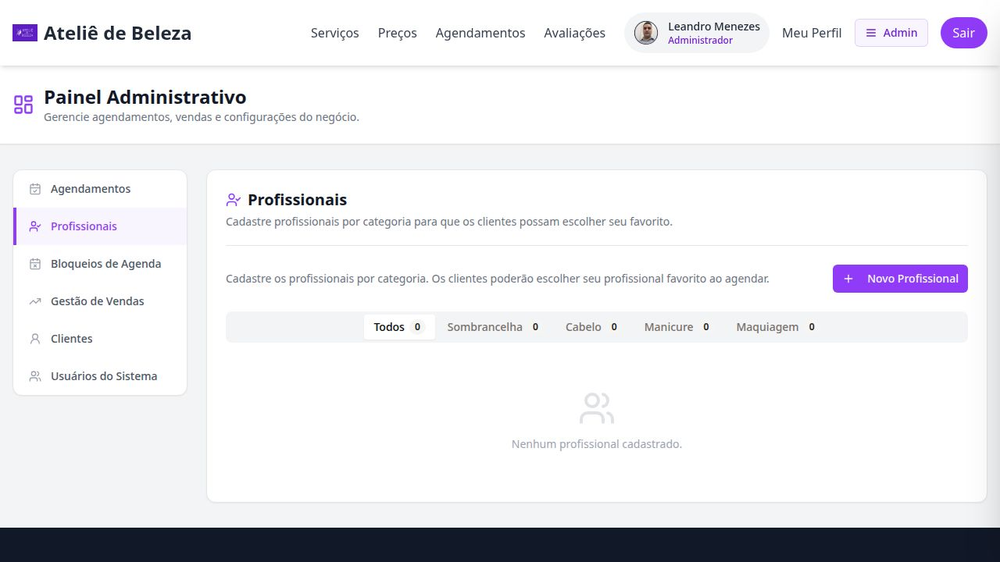 Ateliê de Beleza
Serviços
Preços
Agendamentos
Avaliações
Leandro Menezes
Administrador
Meu Perfil
Admin
Sair
Painel Administrativo
Gerencie agendamentos, vendas e configurações do negócio.
Agendamentos
Profissionais
Bloqueios de Agenda
Gestão de Vendas
Clientes
Usuários do Sistema
Profissionais
Cadastre profissionais por categoria para que os clientes possam escolher seu favorito.
Cadastre os profissionais por categoria. Os clientes poderão escolher seu profissional favorito ao agendar.
Novo Profissional
Todos 0
Sombrancelha 0
Cabelo 0
Manicure 0
Maquiagem 0
Nenhum profissional cadastrado.